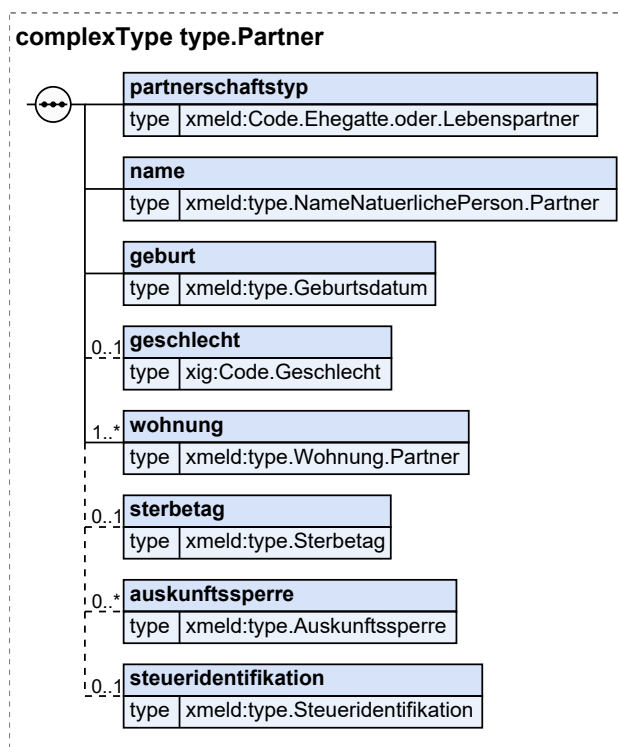 complexType type.Partner
partnerschaftstyp
type xmeld:Code.Ehegatte.oder.Lebenspartner
name
type xmeld:type.NameNatuerlichePerson.Partner
geburt
type xmeld:type.Geburtsdatum
0..1 geschlecht
type xig:Code.Geschlecht
1..* wohnung
type xmeld:type.Wohnung.Partner
0..1 sterbetag
type xmeld:type.Sterbetag
0..* auskunftssperre
type xmeld:type.Auskunftssperre
0..1 steueridentifikation
type xmeld:type.Steueridentifikation